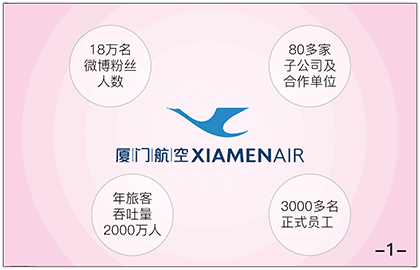 18万名
微博粉丝
人数
80多家
子公司及
合作单位
厦门航空XIAMENAIR
年旅客
吞吐量
2000万人
3000多名
正式员工
-1-